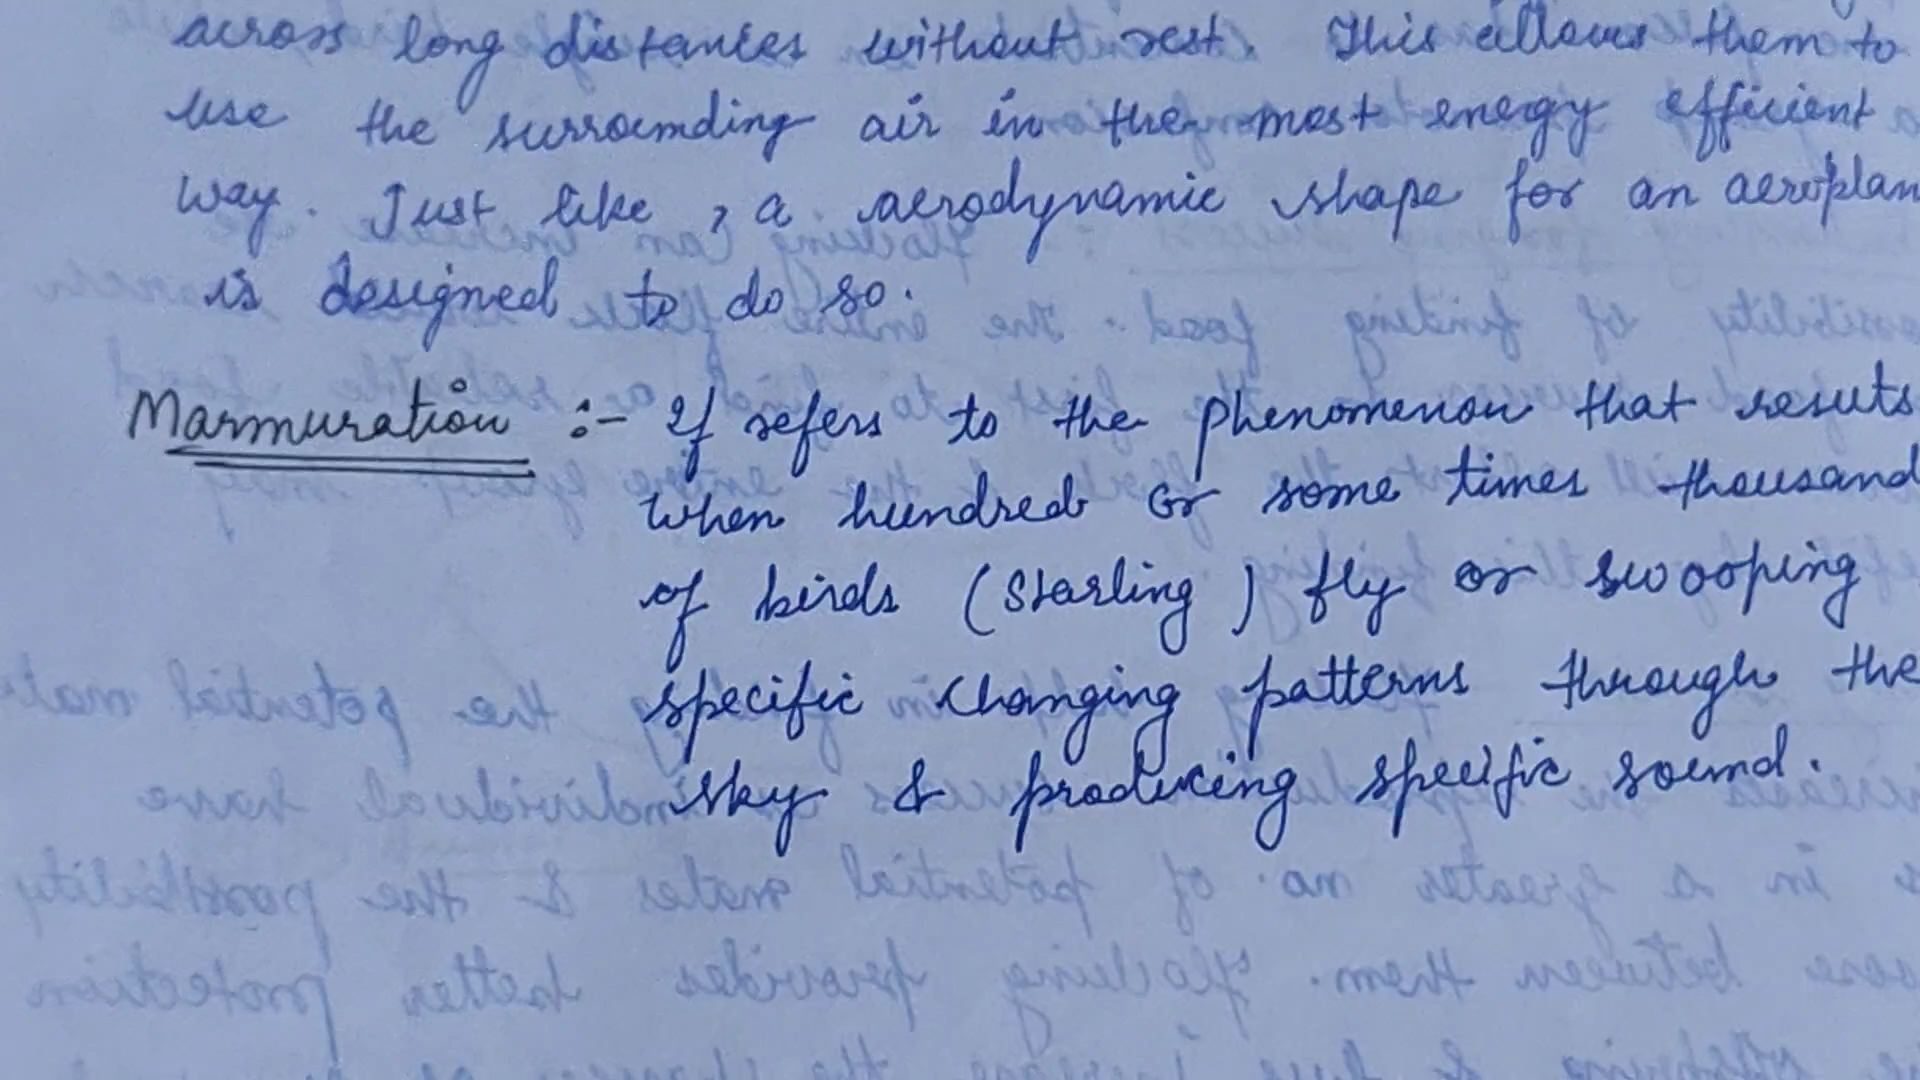 across long distances without rest. This allows them to
use the surrounding air in the most energy efficient
way. Just like, a aerodynamic shape for an aeroplan
is designed to do so.
Marmuration :- It refers to the phenomenon that resuts
when hundred or some times thousand
of birds (Starling) fly or swooping
specific changing patterns through the
sky & producing specific sound.